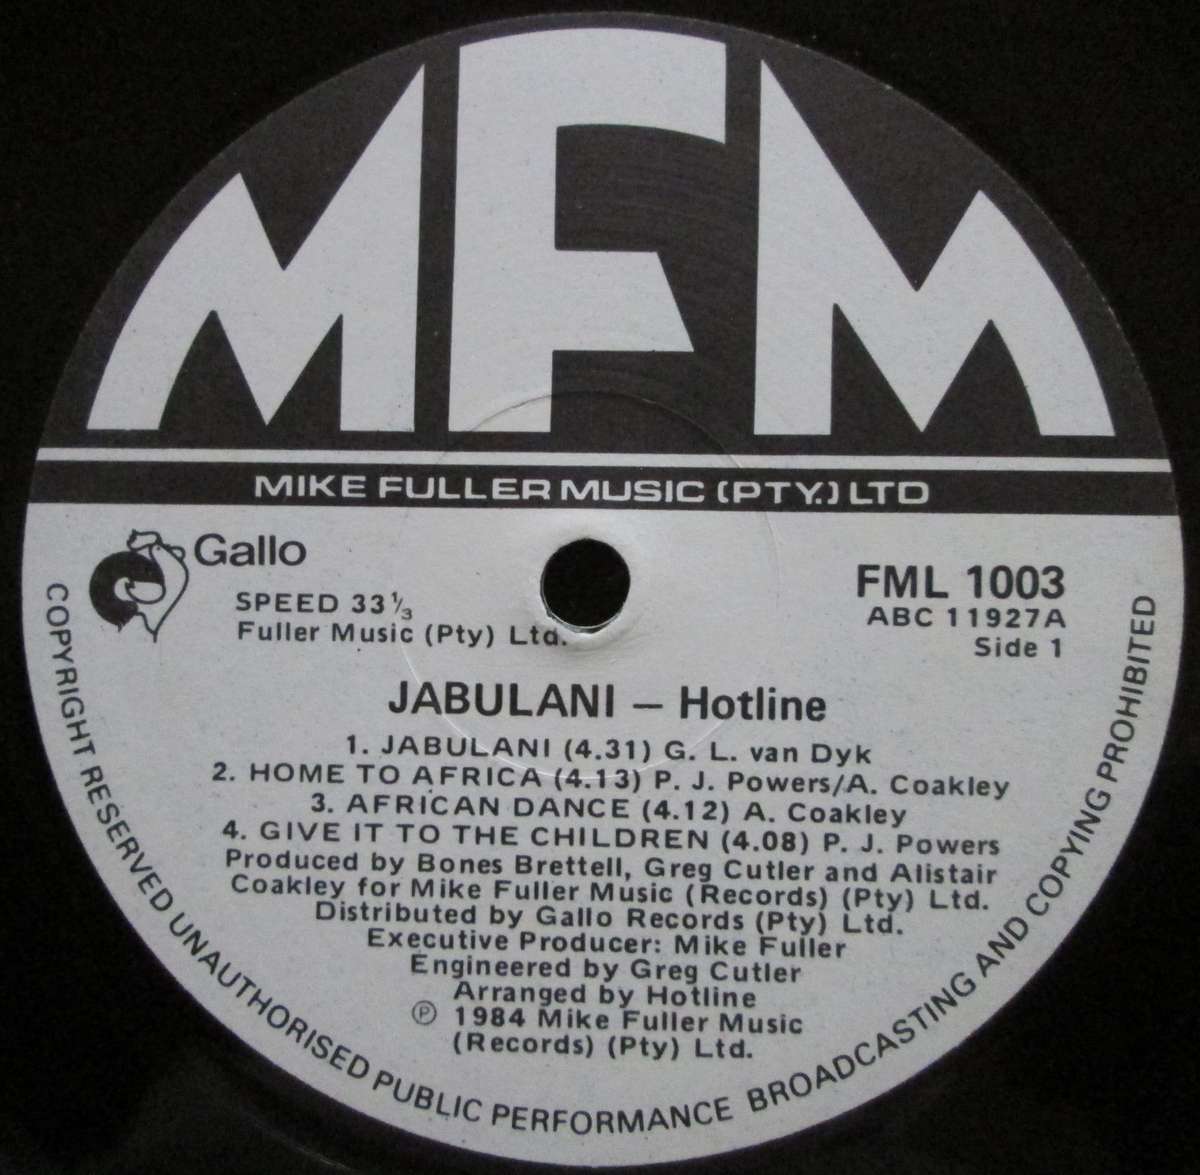 MFM
MIKE FULLER MUSIC (PTY.) LTD
Gallo
SPEED 33⅓
Fuller Music (Pty) Ltd.
FML 1003
ABC 11927A
Side 1
JABULANI – Hotline
1. JABULANI (4.31) G. L. van Dyk
2. HOME TO AFRICA (4.13) P. J. Powers/A. Coakley
3. AFRICAN DANCE (4.12) A. Coakley
4. GIVE IT TO THE CHILDREN (4.08) P. J. Powers
Produced by Bones Brettell, Greg Cutler and Alistair
Coakley for Mike Fuller Music (Records) (Pty) Ltd.
Distributed by Gallo Records (Pty) Ltd.
Executive Producer: Mike Fuller
Engineered by Greg Cutler
Arranged by Hotline
℗ 1984 Mike Fuller Music
(Records) (Pty) Ltd.
COPYRIGHT RESERVED UNAUTHORISED PUBLIC PERFORMANCE BROADCASTING AND COPYING PROHIBITED